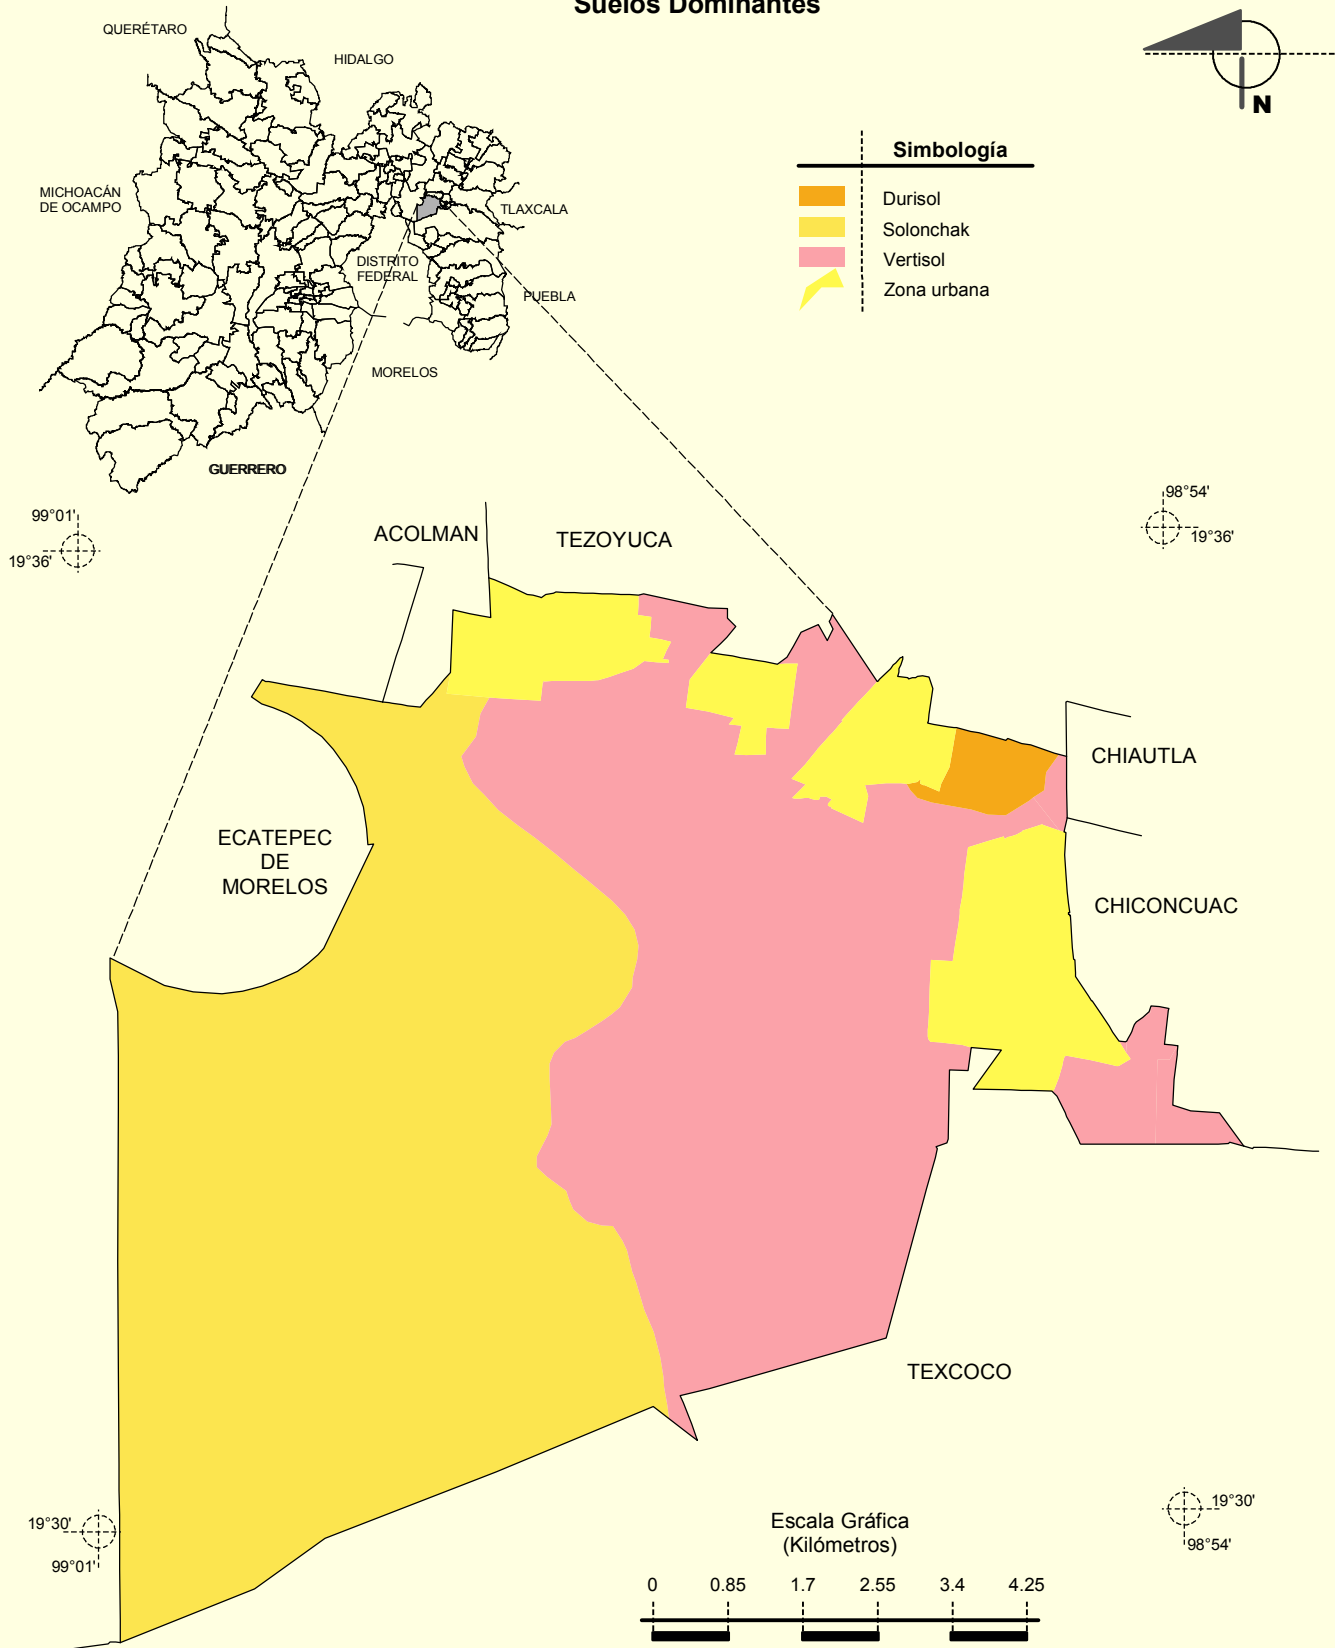 Suelos Dominantes
QUERÉTARO
HIDALGO
MICHOACÁN
DE OCAMPO
TLAXCALA
DISTRITO
FEDERAL
PUEBLA
MORELOS
GUERRERO
N
Simbología
Durisol
Solonchak
Vertisol
Zona urbana
99°01'
19°36'
98°54'
19°36'
ACOLMAN
TEZOYUCA
CHIAUTLA
ECATEPEC
DE
MORELOS
CHICONCUAC
TEXCOCO
19°30'
99°01'
19°30'
98°54'
Escala Gráfica
(Kilómetros)
0 0.85 1.7 2.55 3.4 4.25